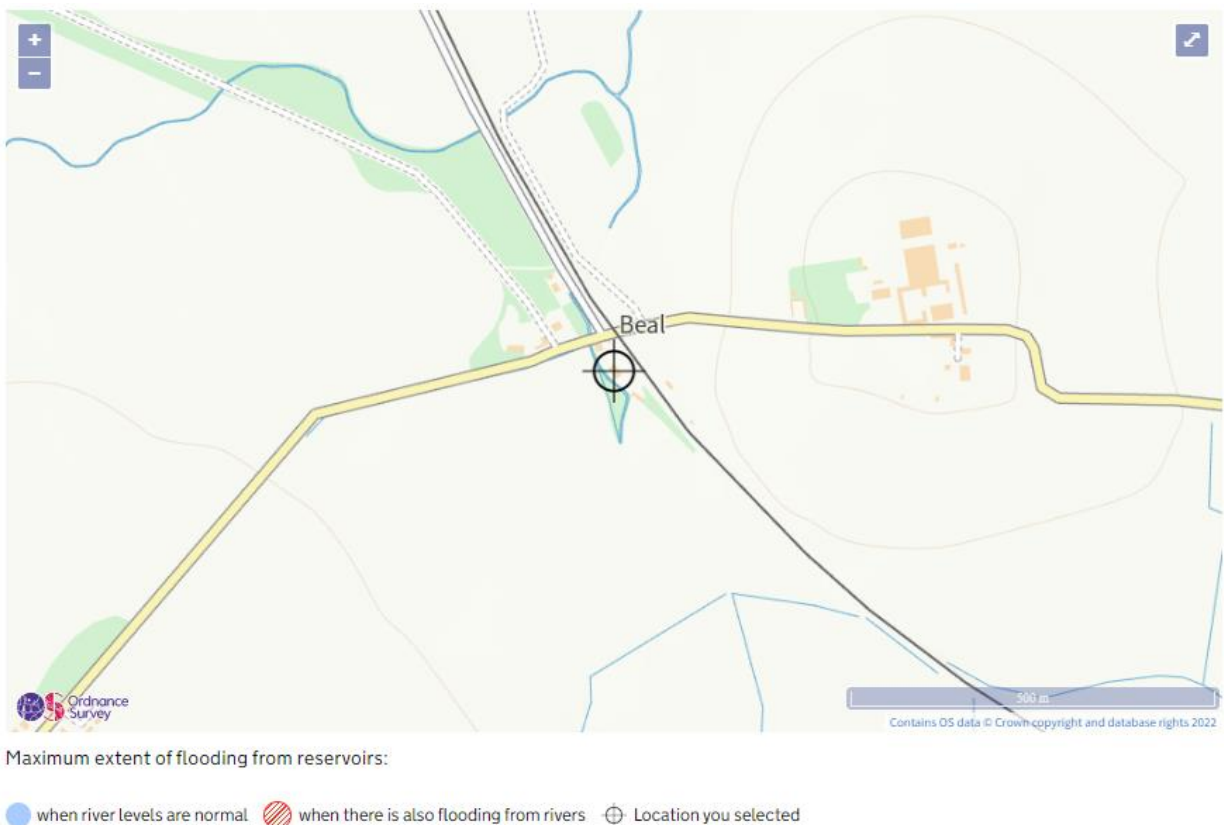 +
−
Beal
Ordnance
Survey
500 m
Contains OS data © Crown copyright and database rights 2022
Maximum extent of flooding from reservoirs:
when river levels are normal when there is also flooding from rivers Location you selected